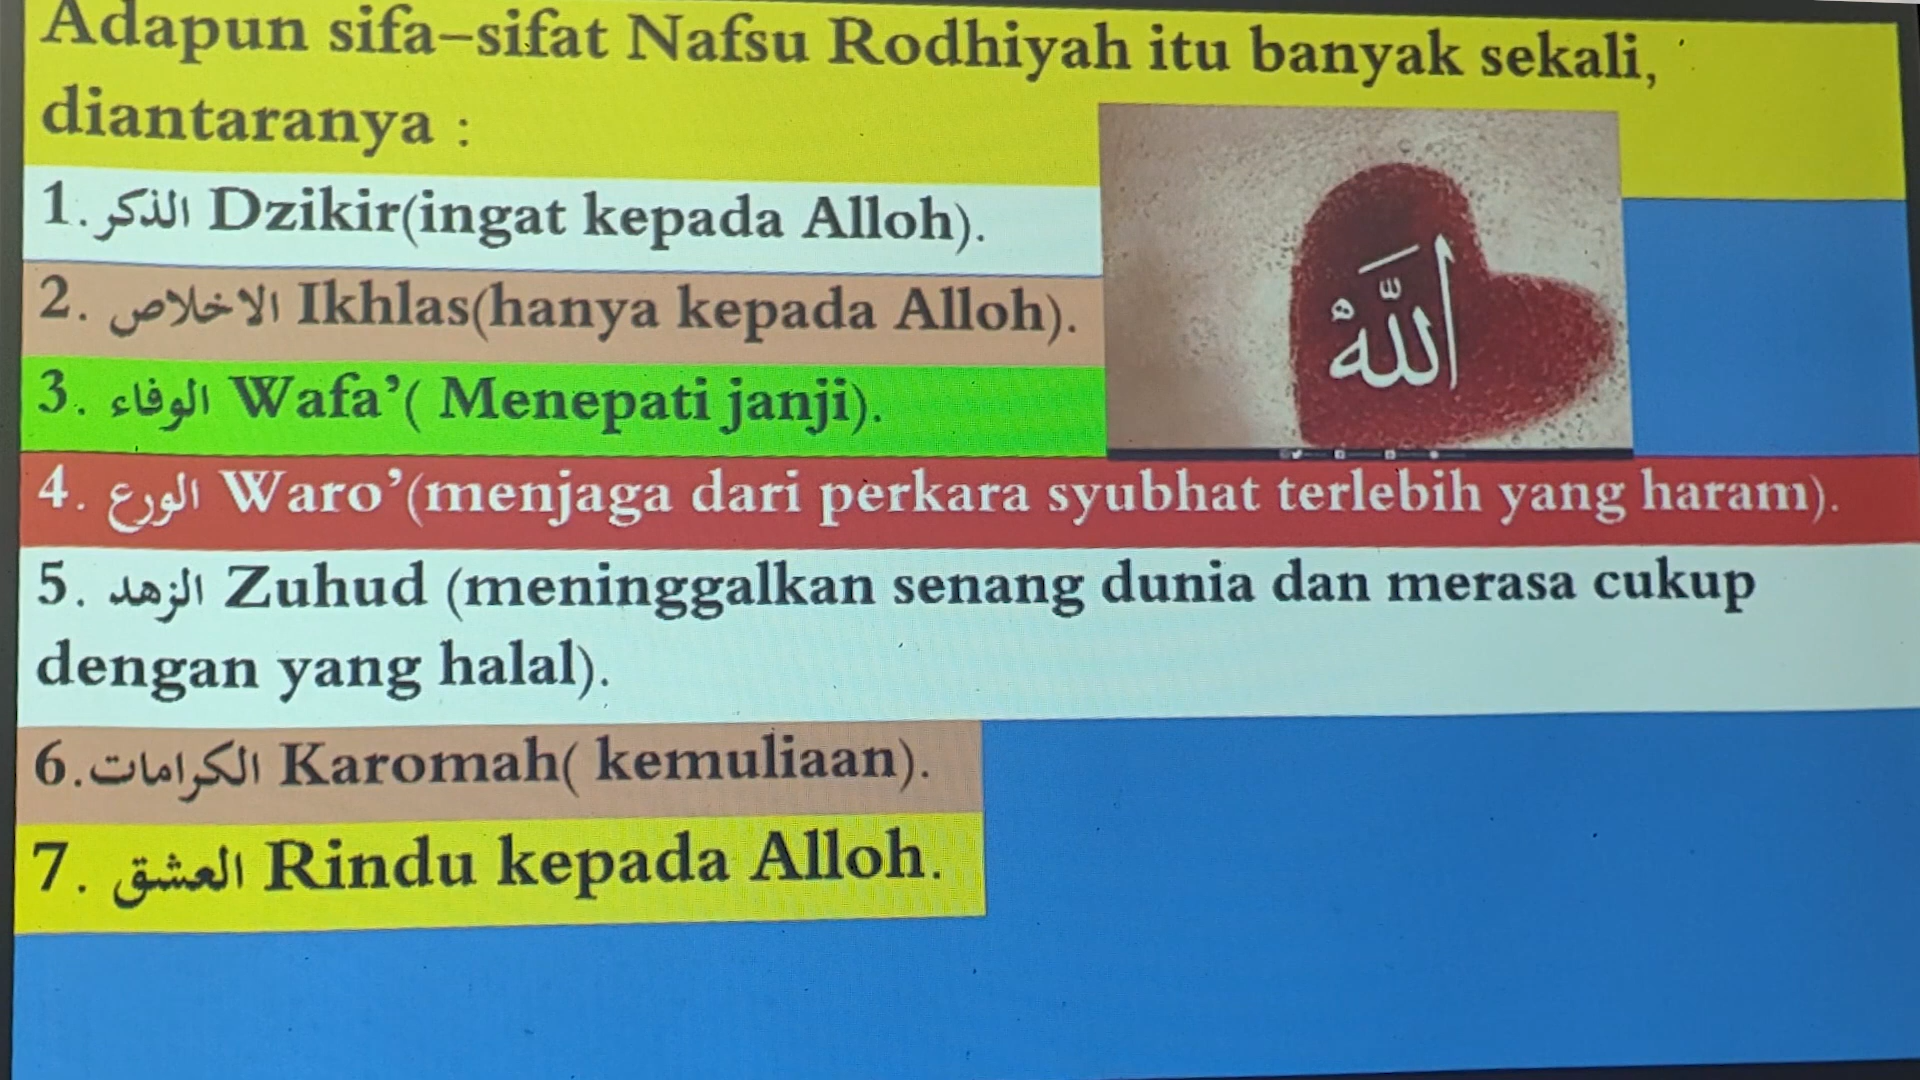 Adapun sifa–sifat Nafsu Rodhiyah itu banyak sekali,
diantaranya :
1. الذكر Dzikir(ingat kepada Alloh).
2. الاخلاص Ikhlas(hanya kepada Alloh).
3. الوفاء Wafa’( Menepati janji).
4. الورع Waro’(menjaga dari perkara syubhat terlebih yang haram).
5. الزهد Zuhud (meninggalkan senang dunia dan merasa cukup
dengan yang halal).
6.الكرامات Karomah( kemuliaan).
7. العشق Rindu kepada Alloh.
اللّٰهُ